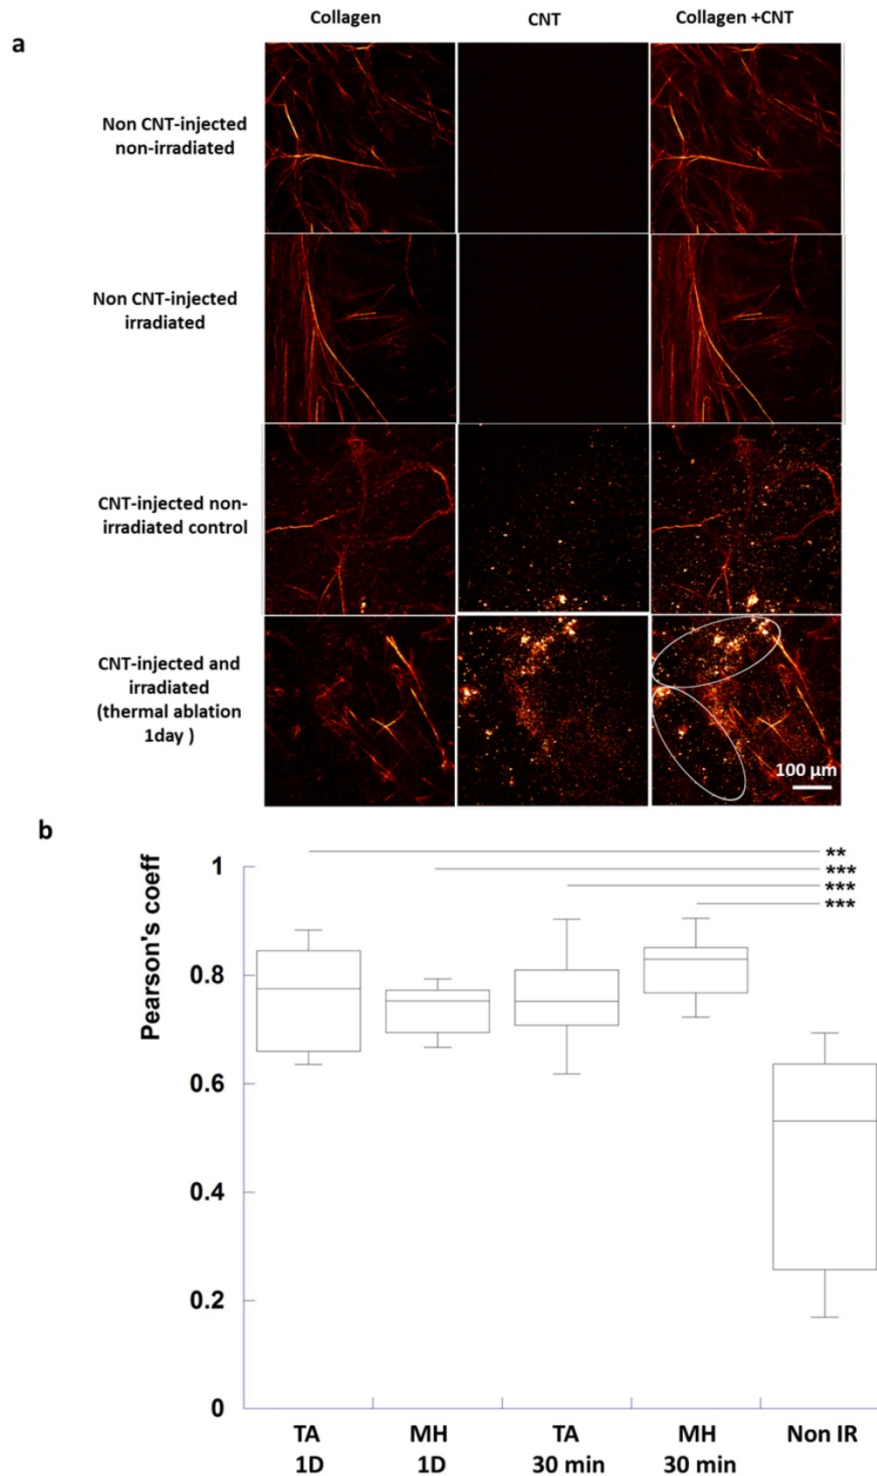 Collagen
CNT
Collagen +CNT
a
Non CNT-injected
non-irradiated
Non CNT-injected
irradiated
CNT-injected non-
irradiated control
CNT-injected and
irradiated
(thermal ablation
1day )
100 μm
b
Pearson's coeff
**
***
***
***
1
0.8
0.6
0.4
0.2
0
TA
1D
MH
1D
TA
30 min
MH
30 min
Non IR